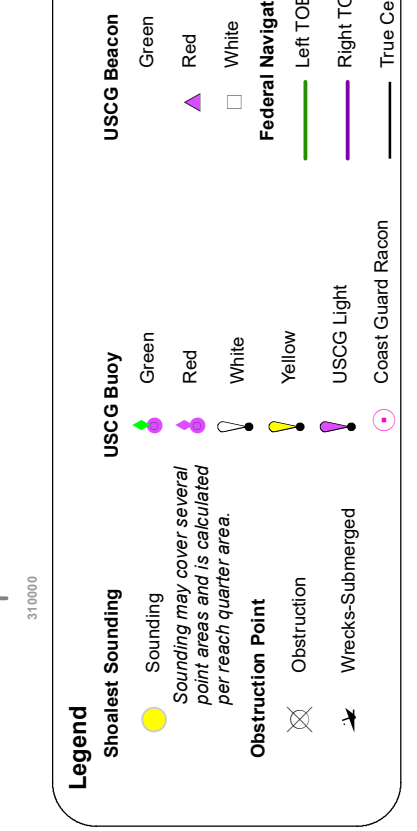 310000
Legend
Shoalest Sounding
Sounding
Sounding may cover several
point areas and is calculated
per reach quarter area.
Obstruction Point
Obstruction
Wrecks-Submerged
USCG Buoy
Green
Red
White
Yellow
USCG Light
Coast Guard Racon
USCG Beacon
Green
Red
White
Federal Navigat
Left TOE
Right TO
True Ce